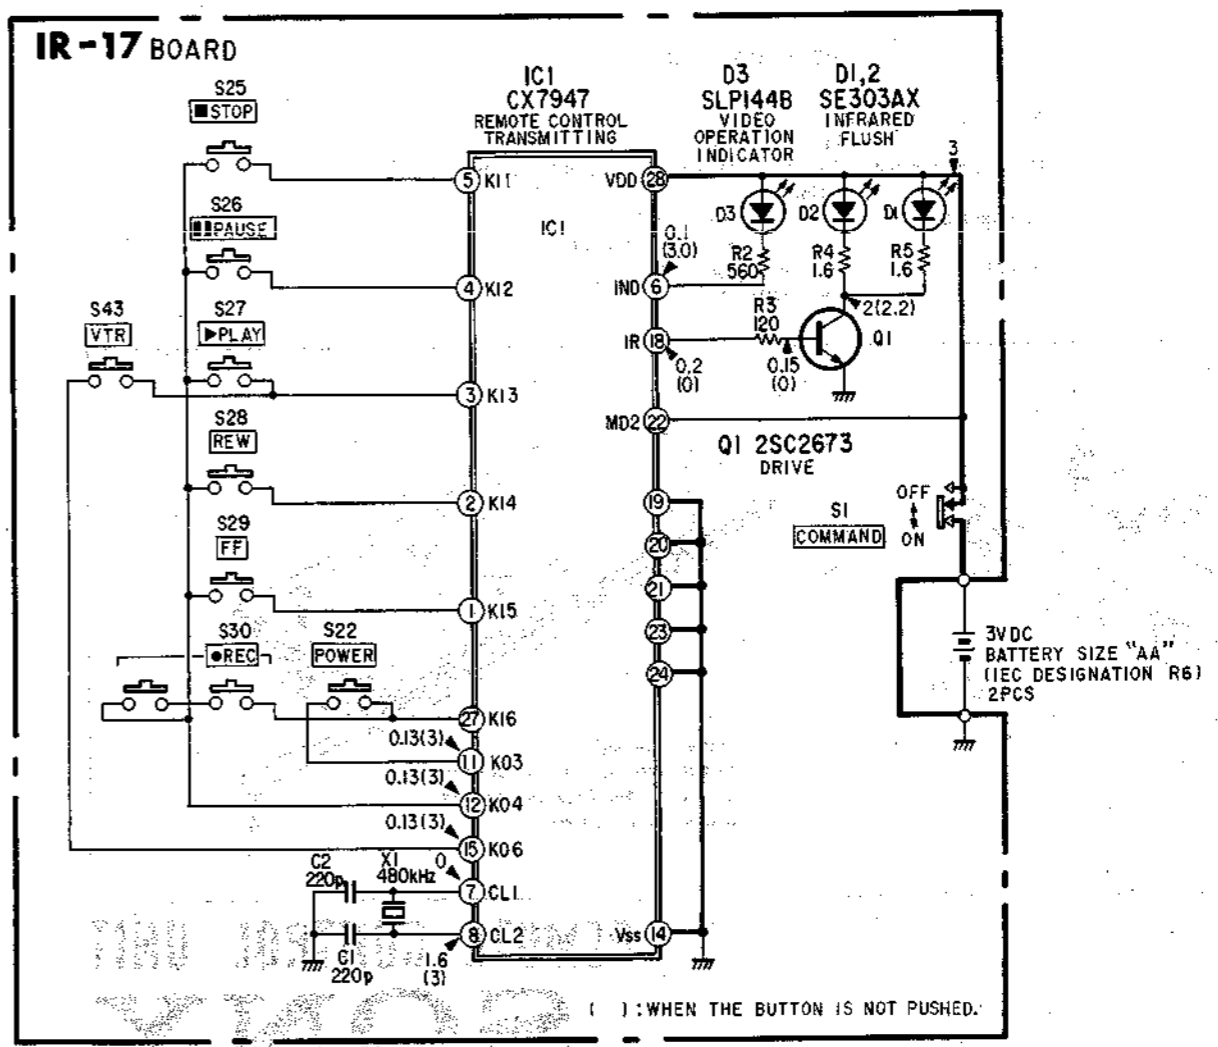 IR-17 BOARD
S25
■STOP
S26
▮▮PAUSE
S43
VTR
S27
▶PLAY
S28
REW
S29
FF
S30
●REC
S22
POWER
IC1
CX7947
REMOTE CONTROL
TRANSMITTING
IC1
5 KI1
4 KI2
3 KI3
2 KI4
1 KI5
27 KI6
0.13(3)
11 KO3
0.13(3)
12 KO4
0.13(3)
15 KO6
0
7 CL1
8 CL2
1.6
(3)
C2
220p
X1
480kHz
C1
220p
VDD 28
IND 6
IR 18
MD2 22
19
20
21
23
24
Vss 14
D3
SLP144B
VIDEO
OPERATION
INDICATOR
D1,2
SE303AX
INFRARED
FLUSH
3
D3
D2
D1
0.1
(3.0)
R2
560
R4
1.6
R5
1.6
2(2.2)
R3
120
Q1
0.2
(0)
0.15
(0)
Q1 2SC2673
DRIVE
S1
COMMAND
OFF
ON
3VDC
BATTERY SIZE "AA"
(IEC DESIGNATION R6)
2PCS
( ):WHEN THE BUTTON IS NOT PUSHED.